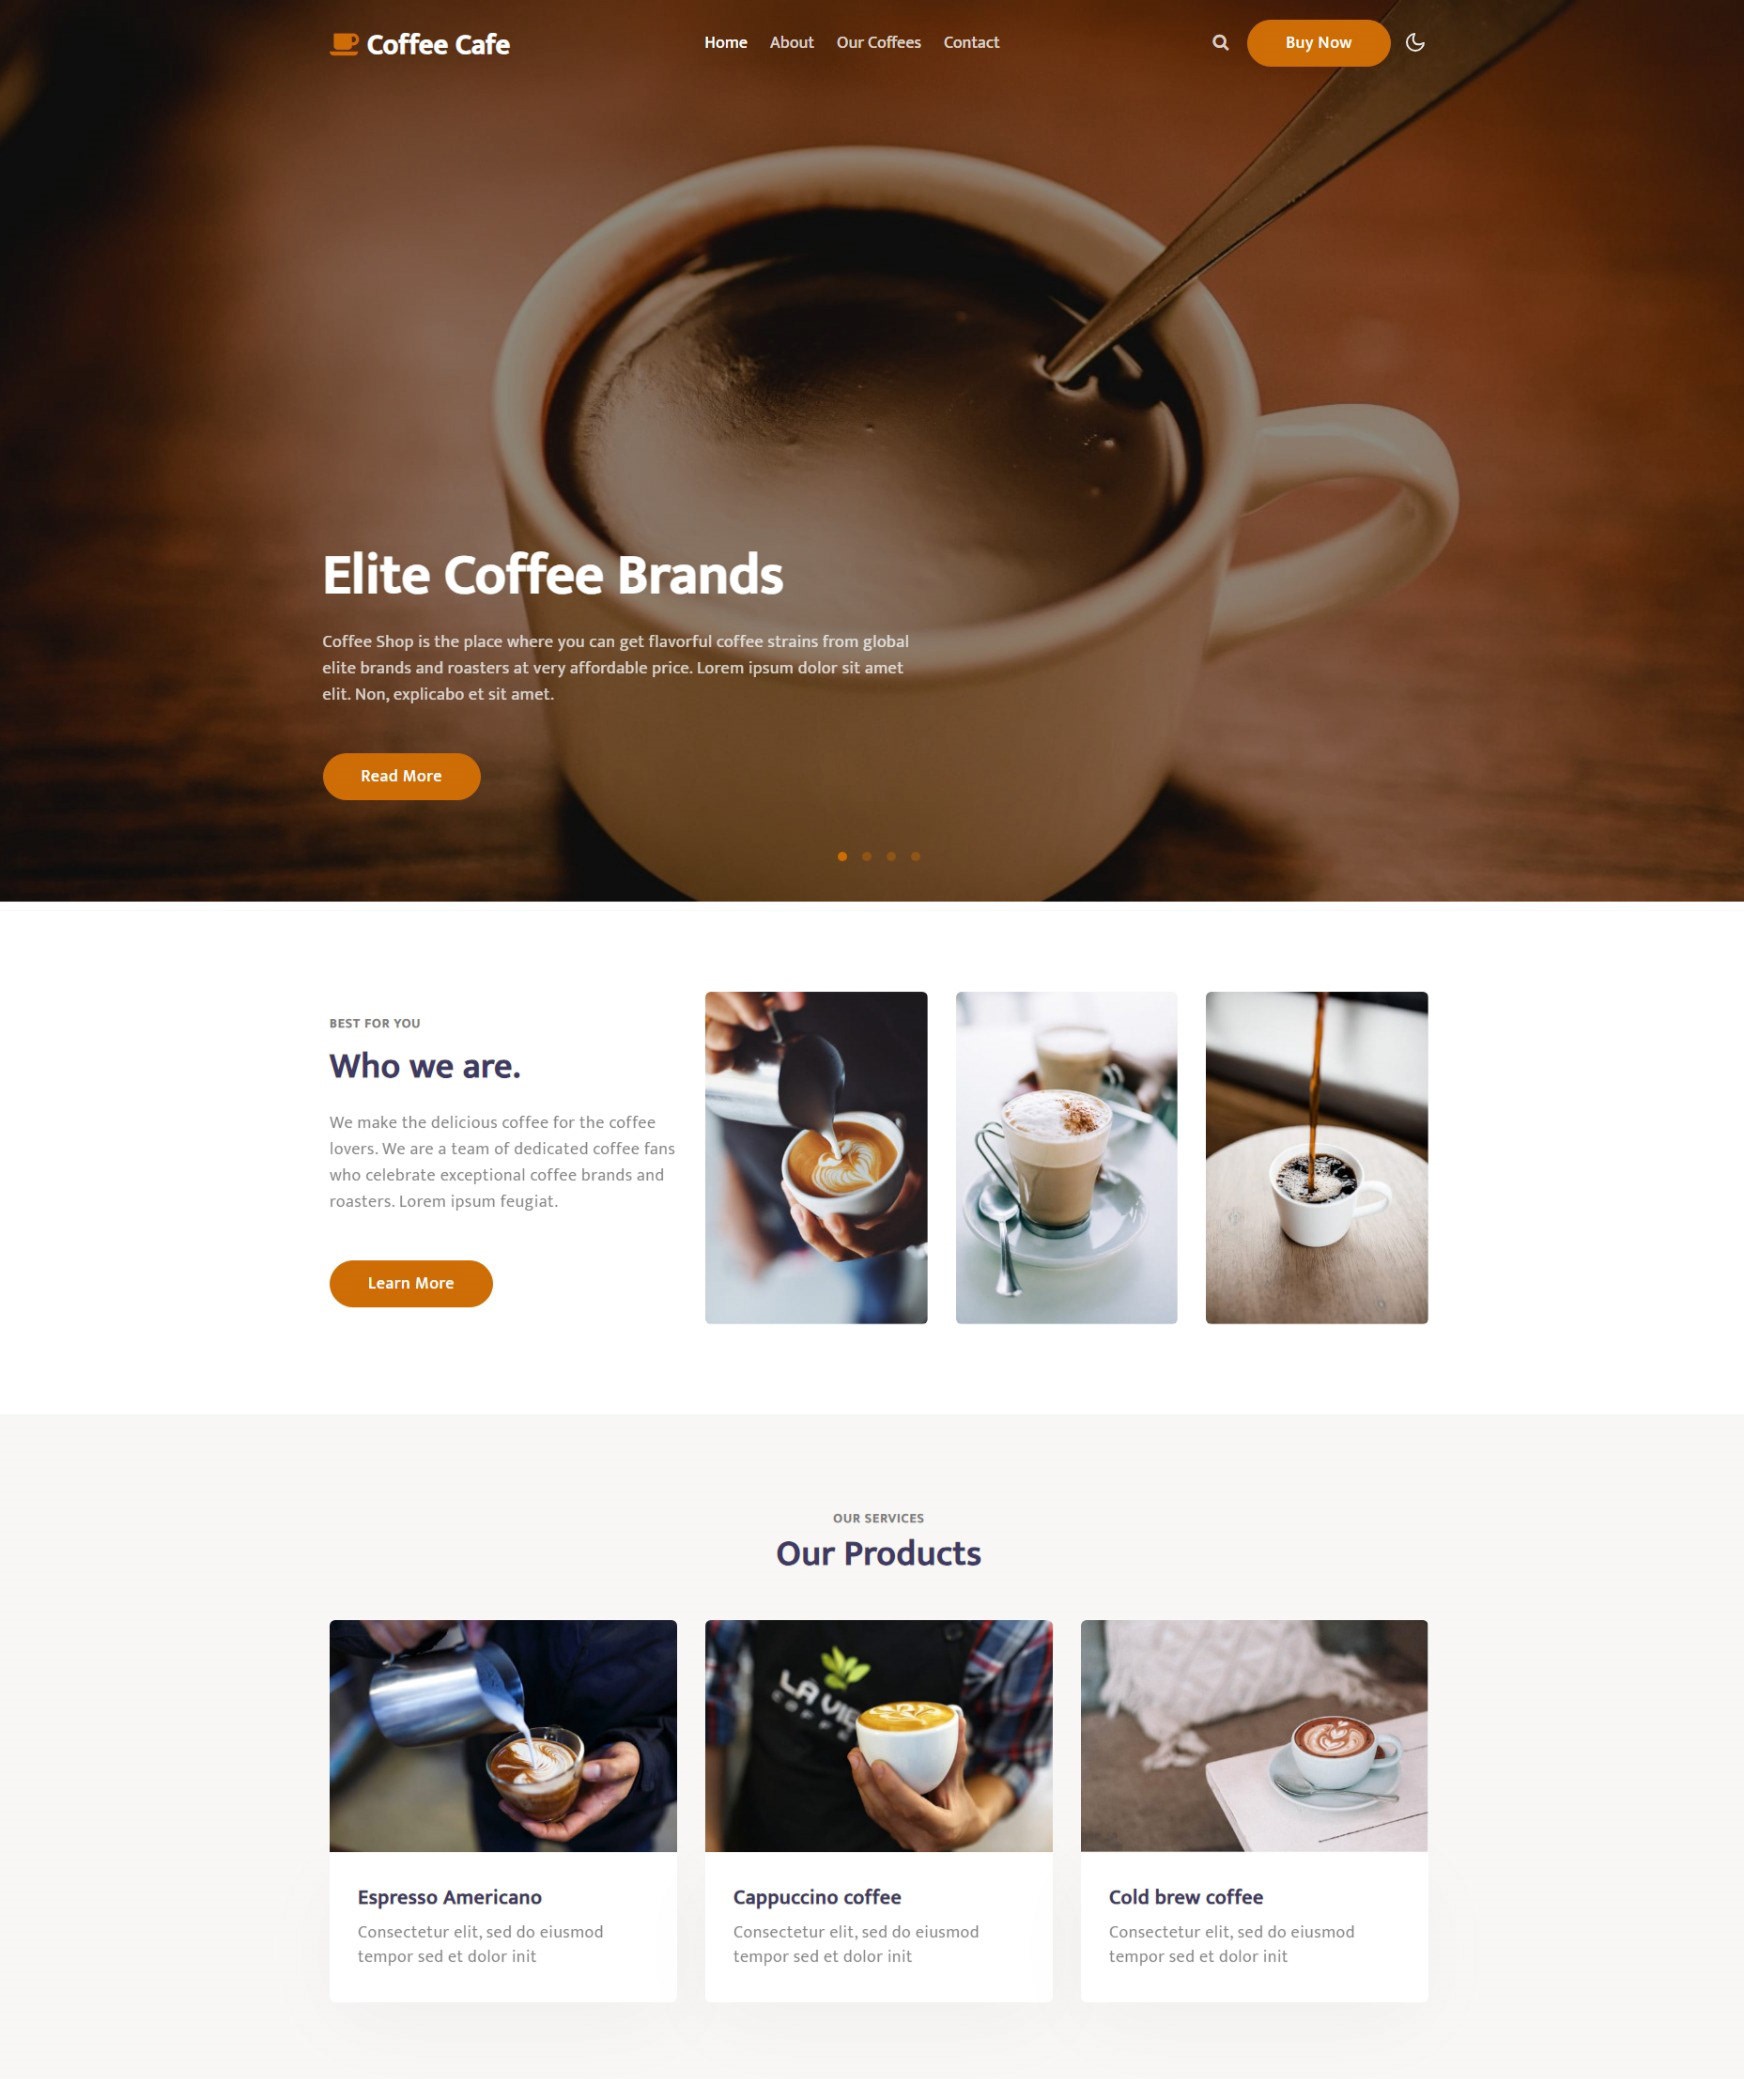 Coffee Cafe
Home About Our Coffees Contact
Buy Now
Elite Coffee Brands
Coffee Shop is the place where you can get flavorful coffee strains from global
elite brands and roasters at very affordable price. Lorem ipsum dolor sit amet
elit. Non, explicabo et sit amet.
Read More
BEST FOR YOU
Who we are.
We make the delicious coffee for the coffee
lovers. We are a team of dedicated coffee fans
who celebrate exceptional coffee brands and
roasters. Lorem ipsum feugiat.
Learn More
OUR SERVICES
Our Products
LA VIE
COFFE
Espresso Americano
Consectetur elit, sed do eiusmod
tempor sed et dolor init
Cappuccino coffee
Consectetur elit, sed do eiusmod
tempor sed et dolor init
Cold brew coffee
Consectetur elit, sed do eiusmod
tempor sed et dolor init